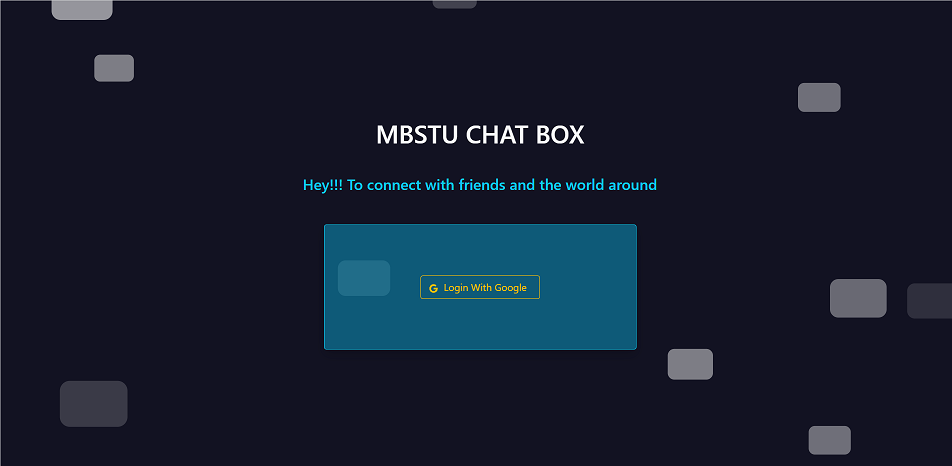 MBSTU CHAT BOX
Hey!!! To connect with friends and the world around
Login With Google